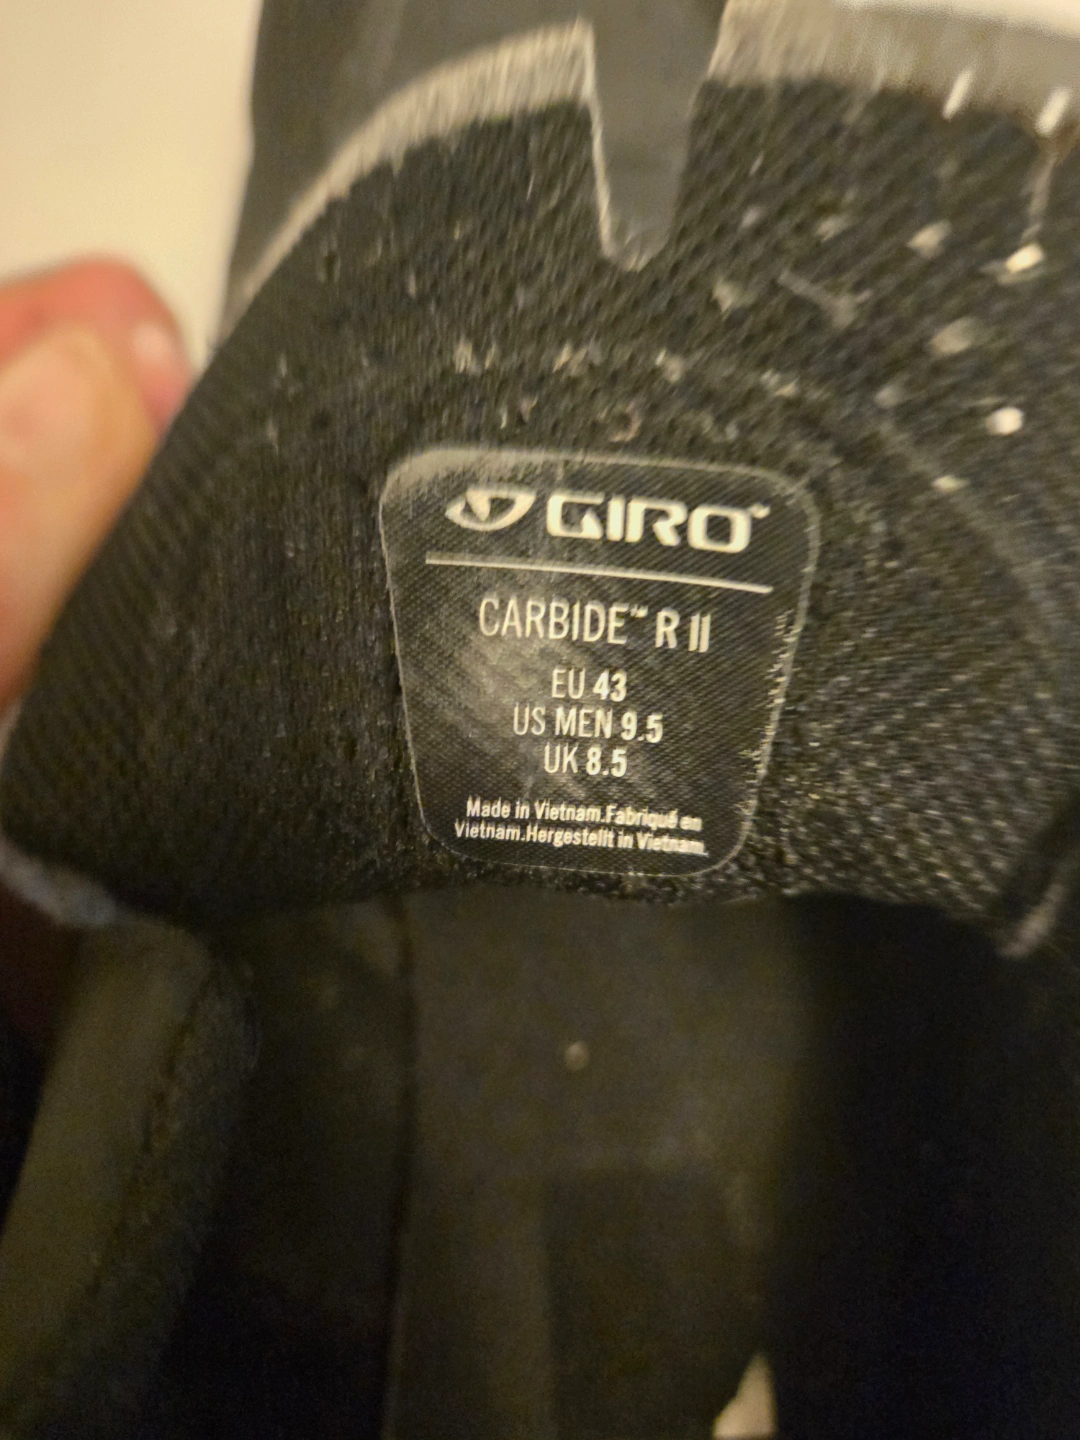 GIRO™
CARBIDE™ R II
EU 43
US MEN 9.5
UK 8.5
Made in Vietnam.Fabriqué en
Vietnam.Hergestellt in Vietnam.